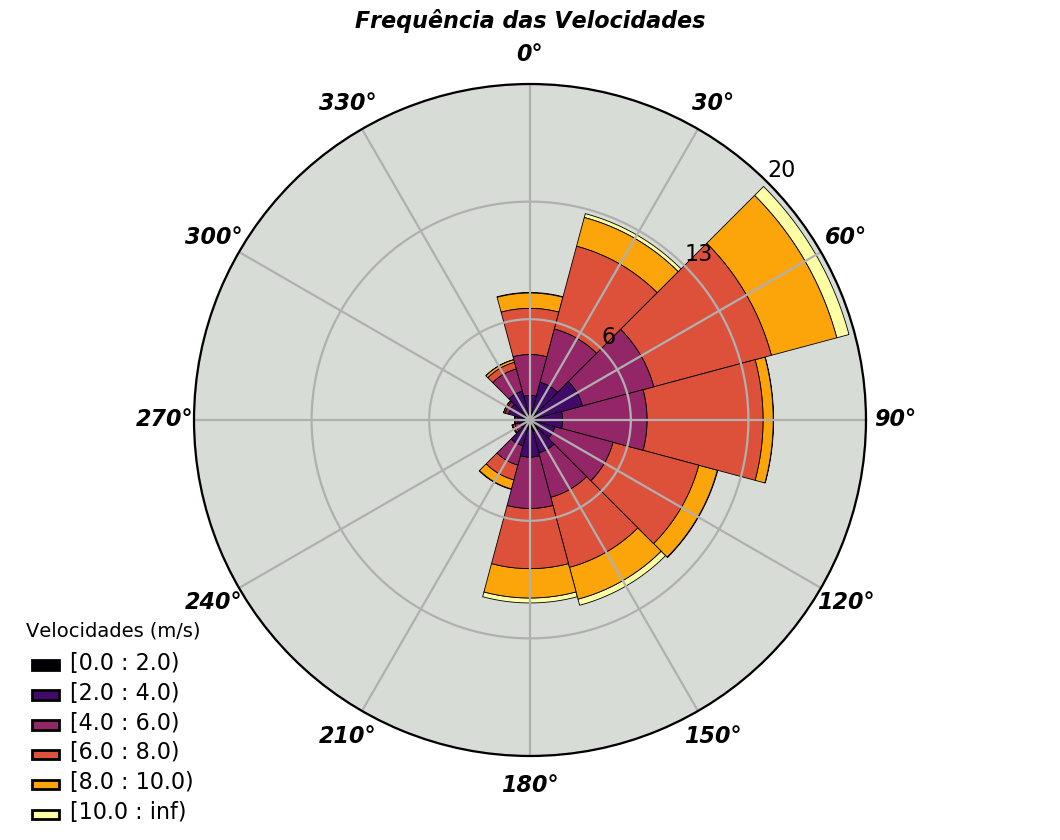 Frequência das Velocidades
0°
330°
30°
20
300°
60°
13
6
270°
90°
240°
120°
210°
150°
180°
Velocidades (m/s)
[0.0 : 2.0)
[2.0 : 4.0)
[4.0 : 6.0)
[6.0 : 8.0)
[8.0 : 10.0)
[10.0 : inf)